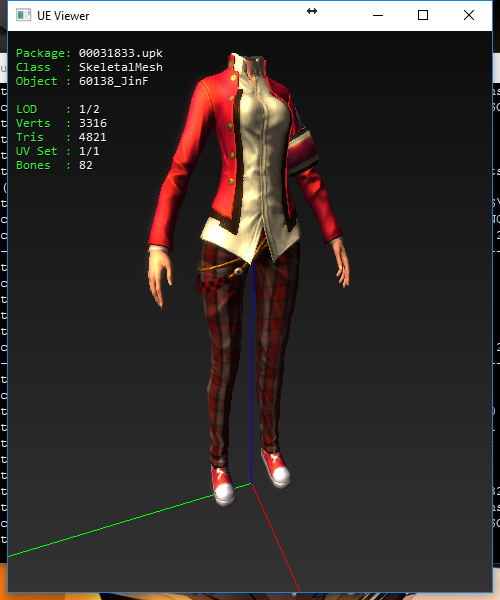 UE Viewer
Package: 00031833.upk
Class  : SkeletalMesh
Object : 60138_JinF
LOD    : 1/2
Verts  : 3316
Tris   : 4821
UV Set : 1/1
Bones  : 82